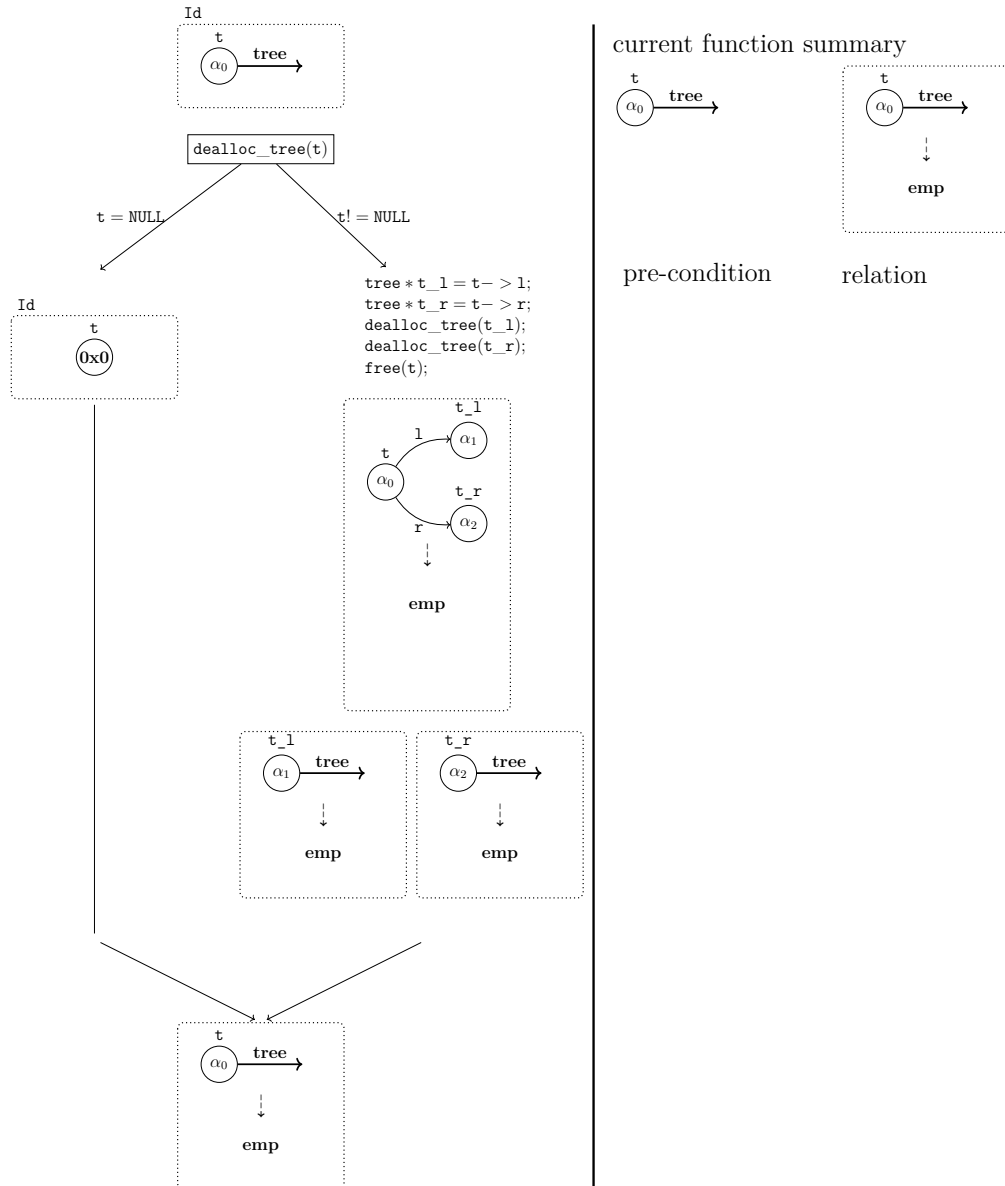 Id
t
α₀ tree
dealloc_tree(t)
t = NULL
t! = NULL
Id
t
0x0
tree * t_l = t− > l;
tree * t_r = t− > r;
dealloc_tree(t_l);
dealloc_tree(t_r);
free(t);
t_l
l
α₁
t
α₀
t_r
α₂
r
emp
t_l
α₁ tree
emp
t_r
α₂ tree
emp
t
α₀ tree
emp
current function summary
t
α₀ tree
t
α₀ tree
emp
pre-condition
relation